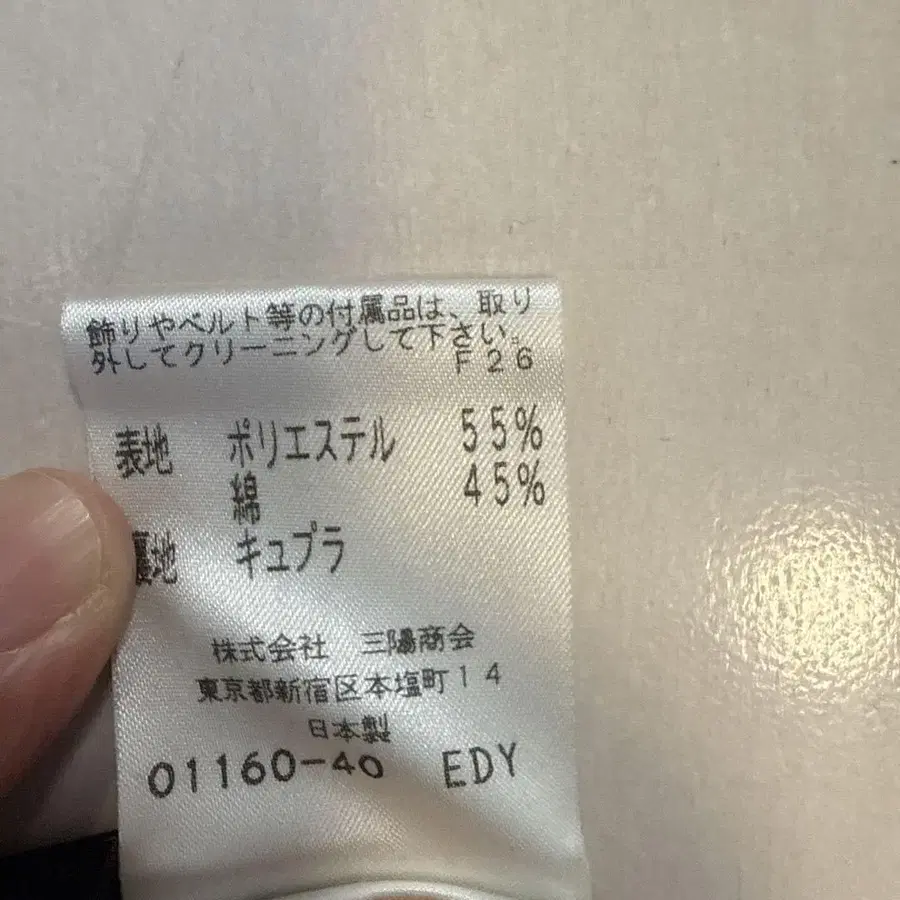 飾りやベルト等の付属品は、取り
外してクリーニングして下さい。
F26
表地 ポリエステル 55%
綿 45%
裏地 キュプラ
株式会社 三陽商会
東京都新宿区本塩町14
日本製
01160-40 EDY